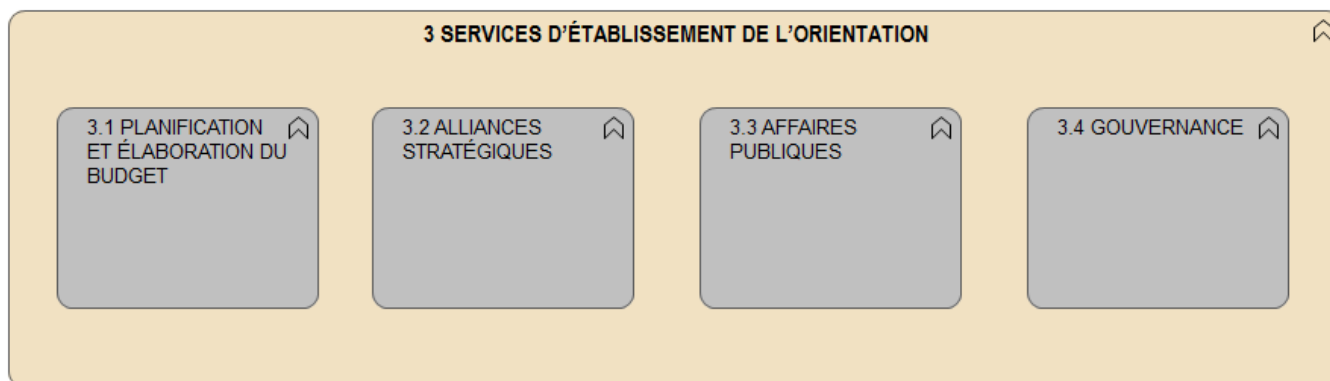 3 SERVICES D’ÉTABLISSEMENT DE L’ORIENTATION
3.1 PLANIFICATION
ET ÉLABORATION DU
BUDGET
3.2 ALLIANCES
STRATÉGIQUES
3.3 AFFAIRES
PUBLIQUES
3.4 GOUVERNANCE